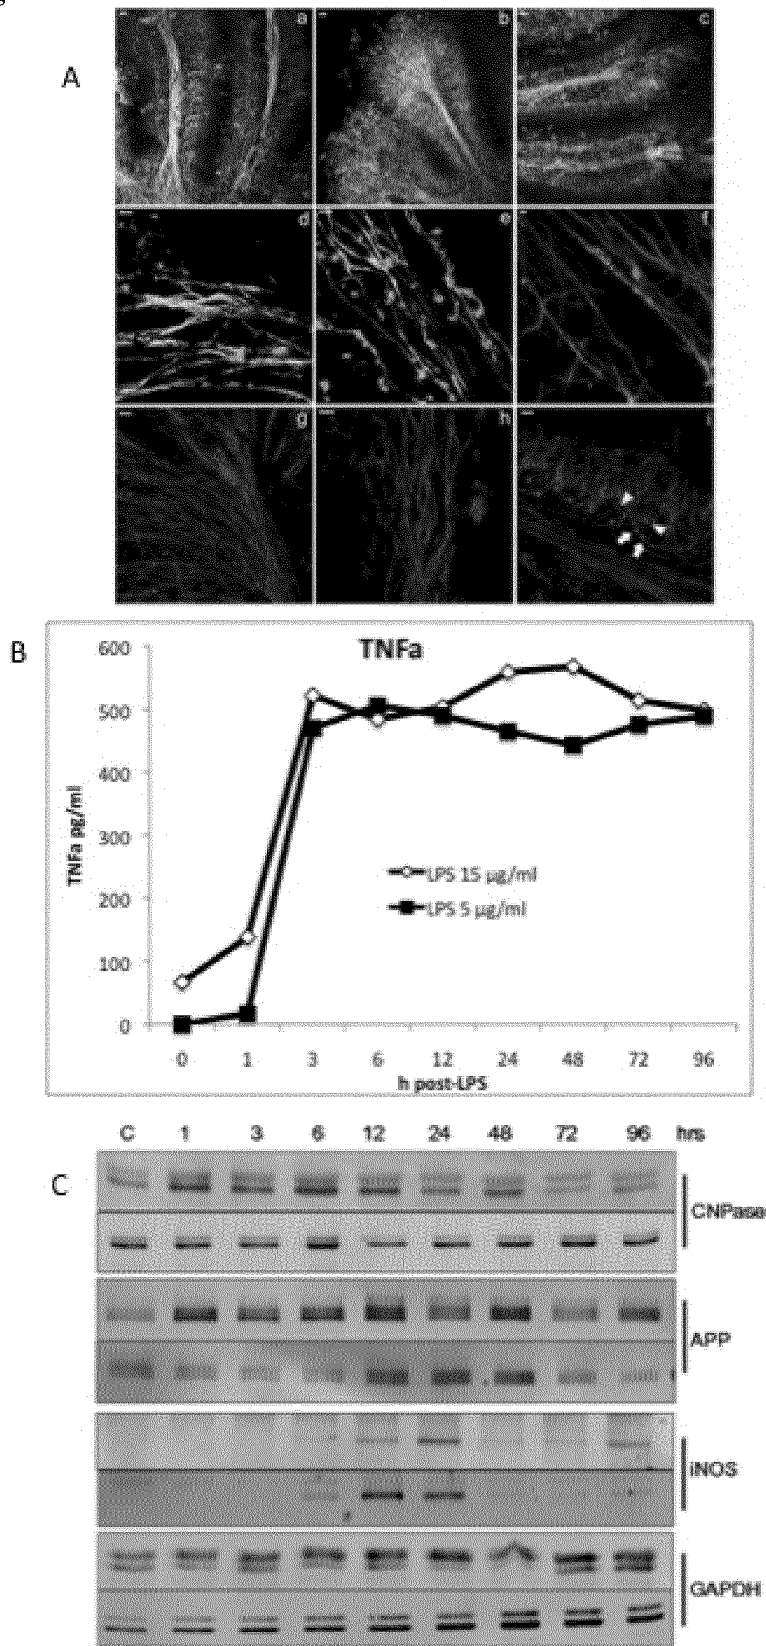 A
a b c
d e f
g h i
B
TNFa
600
500
400
300
200
100
0
TNFa pg/ml
LPS 15 µg/ml
LPS 5 µg/ml
0 1 3 6 12 24 48 72 96
h post-LPS
C 1 3 6 12 24 48 72 96 hrs
C
CNPase
APP
iNOS
GAPDH